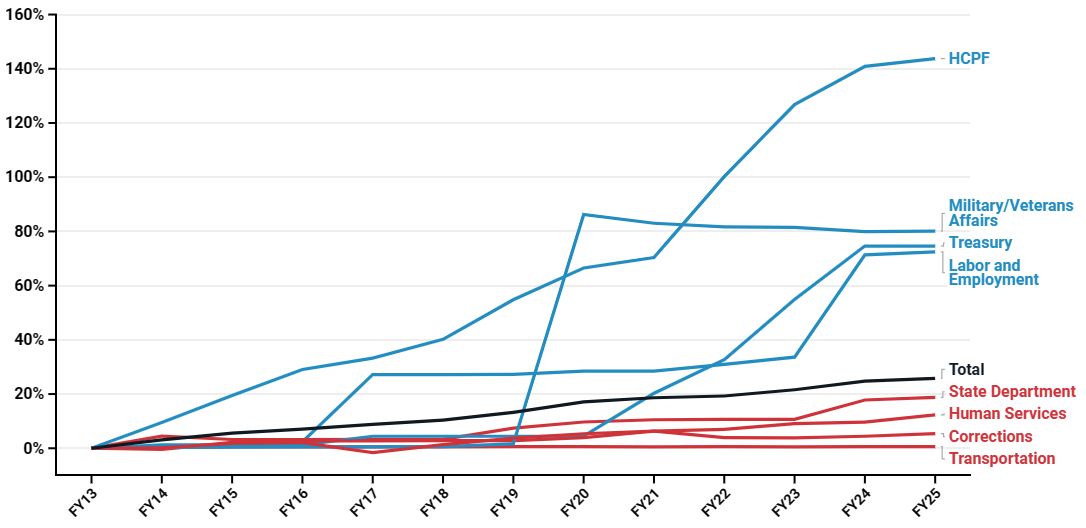 160%
140%
120%
100%
80%
60%
40%
20%
0%
HCPF
Military/Veterans
Affairs
Treasury
Labor and
Employment
Total
State Department
Human Services
Corrections
Transportation
FY13 FY14 FY15 FY16 FY17 FY18 FY19 FY20 FY21 FY22 FY23 FY24 FY25